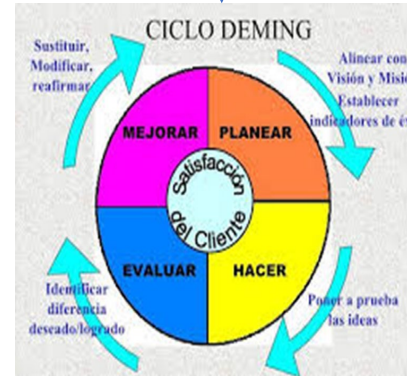 CICLO DEMING
Sustituir,
Modificar,
reafirmar
Alinear con
Visión y Misió
Establecer
indicadores de é
MEJORAR
PLANEAR
Satisfacción
del Cliente
EVALUAR
HACER
Identificar
diferencia
deseado/logrado
Poner a prueba
las ideas